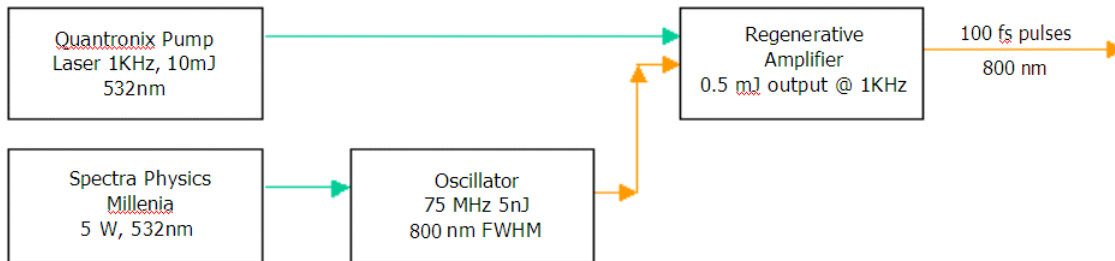 Quantronix Pump
Laser 1KHz, 10mJ
532nm
Regenerative
Amplifier
0.5 mJ output @ 1KHz
100 fs pulses
800 nm
Spectra Physics
Millenia
5 W, 532nm
Oscillator
75 MHz 5nJ
800 nm FWHM